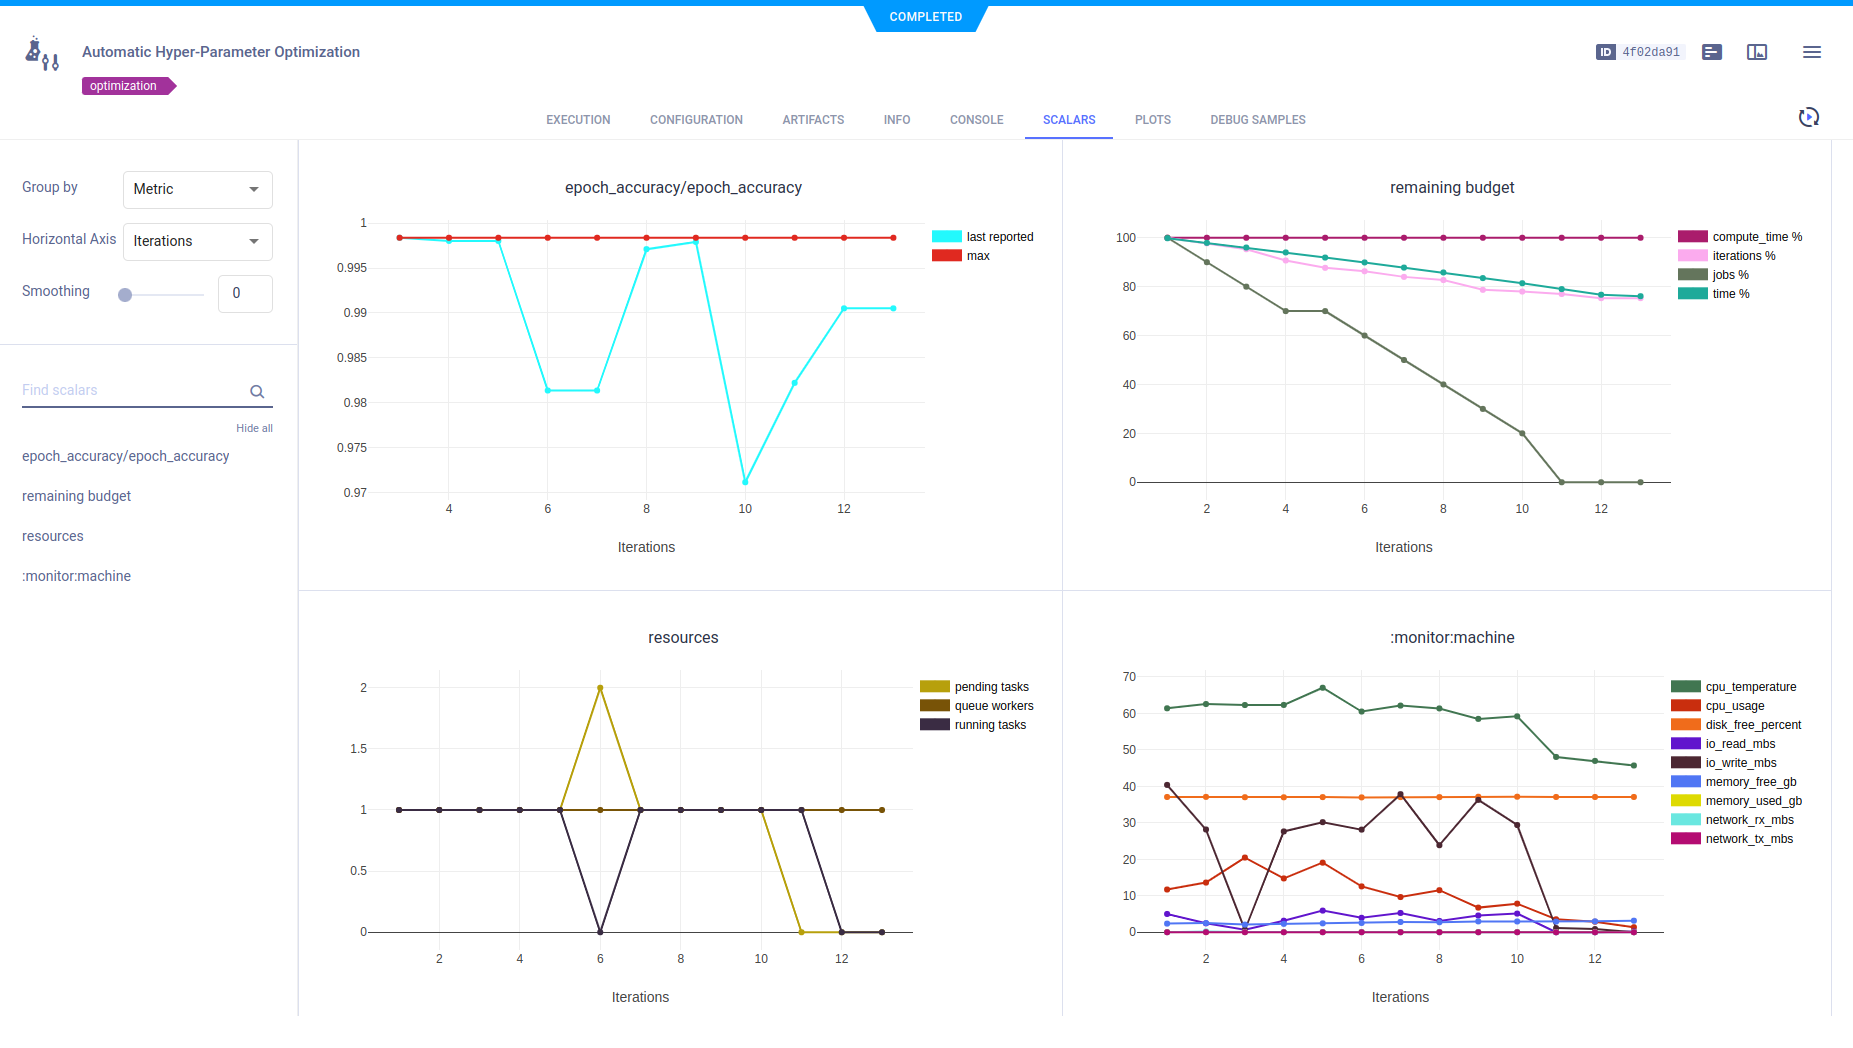 COMPLETED
Automatic Hyper-Parameter Optimization
ID 4f02da91
optimization
EXECUTION CONFIGURATION ARTIFACTS INFO CONSOLE SCALARS PLOTS DEBUG SAMPLES
Group by Metric
Horizontal Axis Iterations
Smoothing 0
Find scalars
Hide all
epoch_accuracy/epoch_accuracy
remaining budget
resources
:monitor:machine
epoch_accuracy/epoch_accuracy
1
0.995
0.99
0.985
0.98
0.975
0.97
4 6 8 10 12
Iterations
last reported
max
remaining budget
100
80
60
40
20
0
2 4 6 8 10 12
Iterations
compute_time %
iterations %
jobs %
time %
resources
2
1.5
1
0.5
0
2 4 6 8 10 12
Iterations
pending tasks
queue workers
running tasks
:monitor:machine
70
60
50
40
30
20
10
0
2 4 6 8 10 12
Iterations
cpu_temperature
cpu_usage
disk_free_percent
io_read_mbs
io_write_mbs
memory_free_gb
memory_used_gb
network_rx_mbs
network_tx_mbs